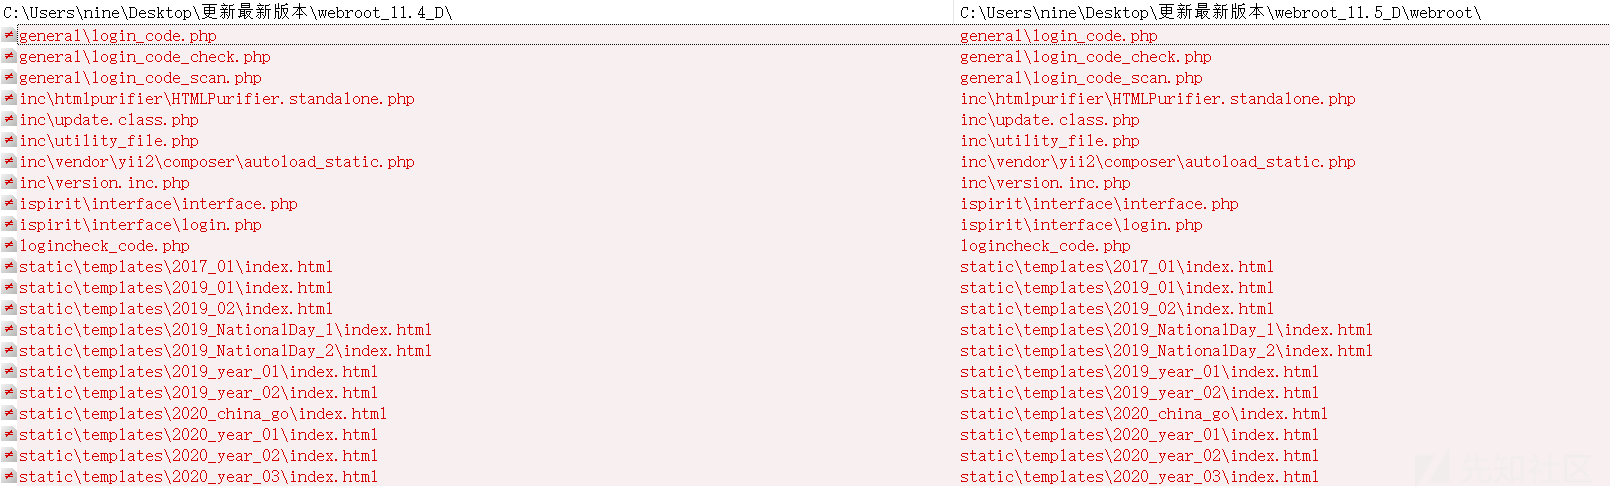 C:\Users\nine\Desktop\更新最新版本\webroot_11.4_D\ C:\Users\nine\Desktop\更新最新版本\webroot_11.5_D\webroot\
≠ general\login_code.php general\login_code.php
≠ general\login_code_check.php general\login_code_check.php
≠ general\login_code_scan.php general\login_code_scan.php
≠ inc\htmlpurifier\HTMLPurifier.standalone.php inc\htmlpurifier\HTMLPurifier.standalone.php
≠ inc\update.class.php inc\update.class.php
≠ inc\utility_file.php inc\utility_file.php
≠ inc\vendor\yii2\composer\autoload_static.php inc\vendor\yii2\composer\autoload_static.php
≠ inc\version.inc.php inc\version.inc.php
≠ ispirit\interface\interface.php ispirit\interface\interface.php
≠ ispirit\interface\login.php ispirit\interface\login.php
≠ logincheck_code.php logincheck_code.php
≠ static\templates\2017_01\index.html static\templates\2017_01\index.html
≠ static\templates\2019_01\index.html static\templates\2019_01\index.html
≠ static\templates\2019_02\index.html static\templates\2019_02\index.html
≠ static\templates\2019_NationalDay_1\index.html static\templates\2019_NationalDay_1\index.html
≠ static\templates\2019_NationalDay_2\index.html static\templates\2019_NationalDay_2\index.html
≠ static\templates\2019_year_01\index.html static\templates\2019_year_01\index.html
≠ static\templates\2019_year_02\index.html static\templates\2019_year_02\index.html
≠ static\templates\2020_china_go\index.html static\templates\2020_china_go\index.html
≠ static\templates\2020_year_01\index.html static\templates\2020_year_01\index.html
≠ static\templates\2020_year_02\index.html static\templates\2020_year_02\index.html
≠ static\templates\2020_year_03\index.html static\templates\2020_year_03\index.html
先知社区